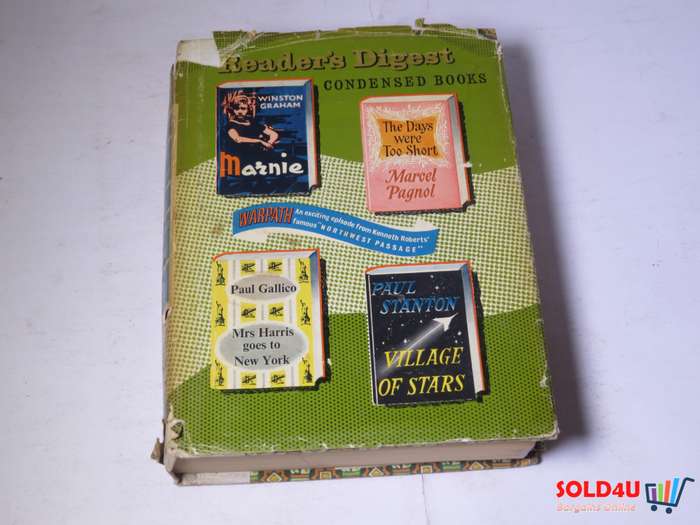 Reader's Digest
CONDENSED BOOKS
WINSTON
GRAHAM
Marnie
The Days
were
Too Short
Marcel
Pagnol
WARPATH An exciting episode from Kenneth Roberts'
famous "NORTHWEST PASSAGE"
Paul Gallico
Mrs Harris
goes to
New York
PAUL
STANTON
VILLAGE
OF STARS
SOLD4U
Bargains Online